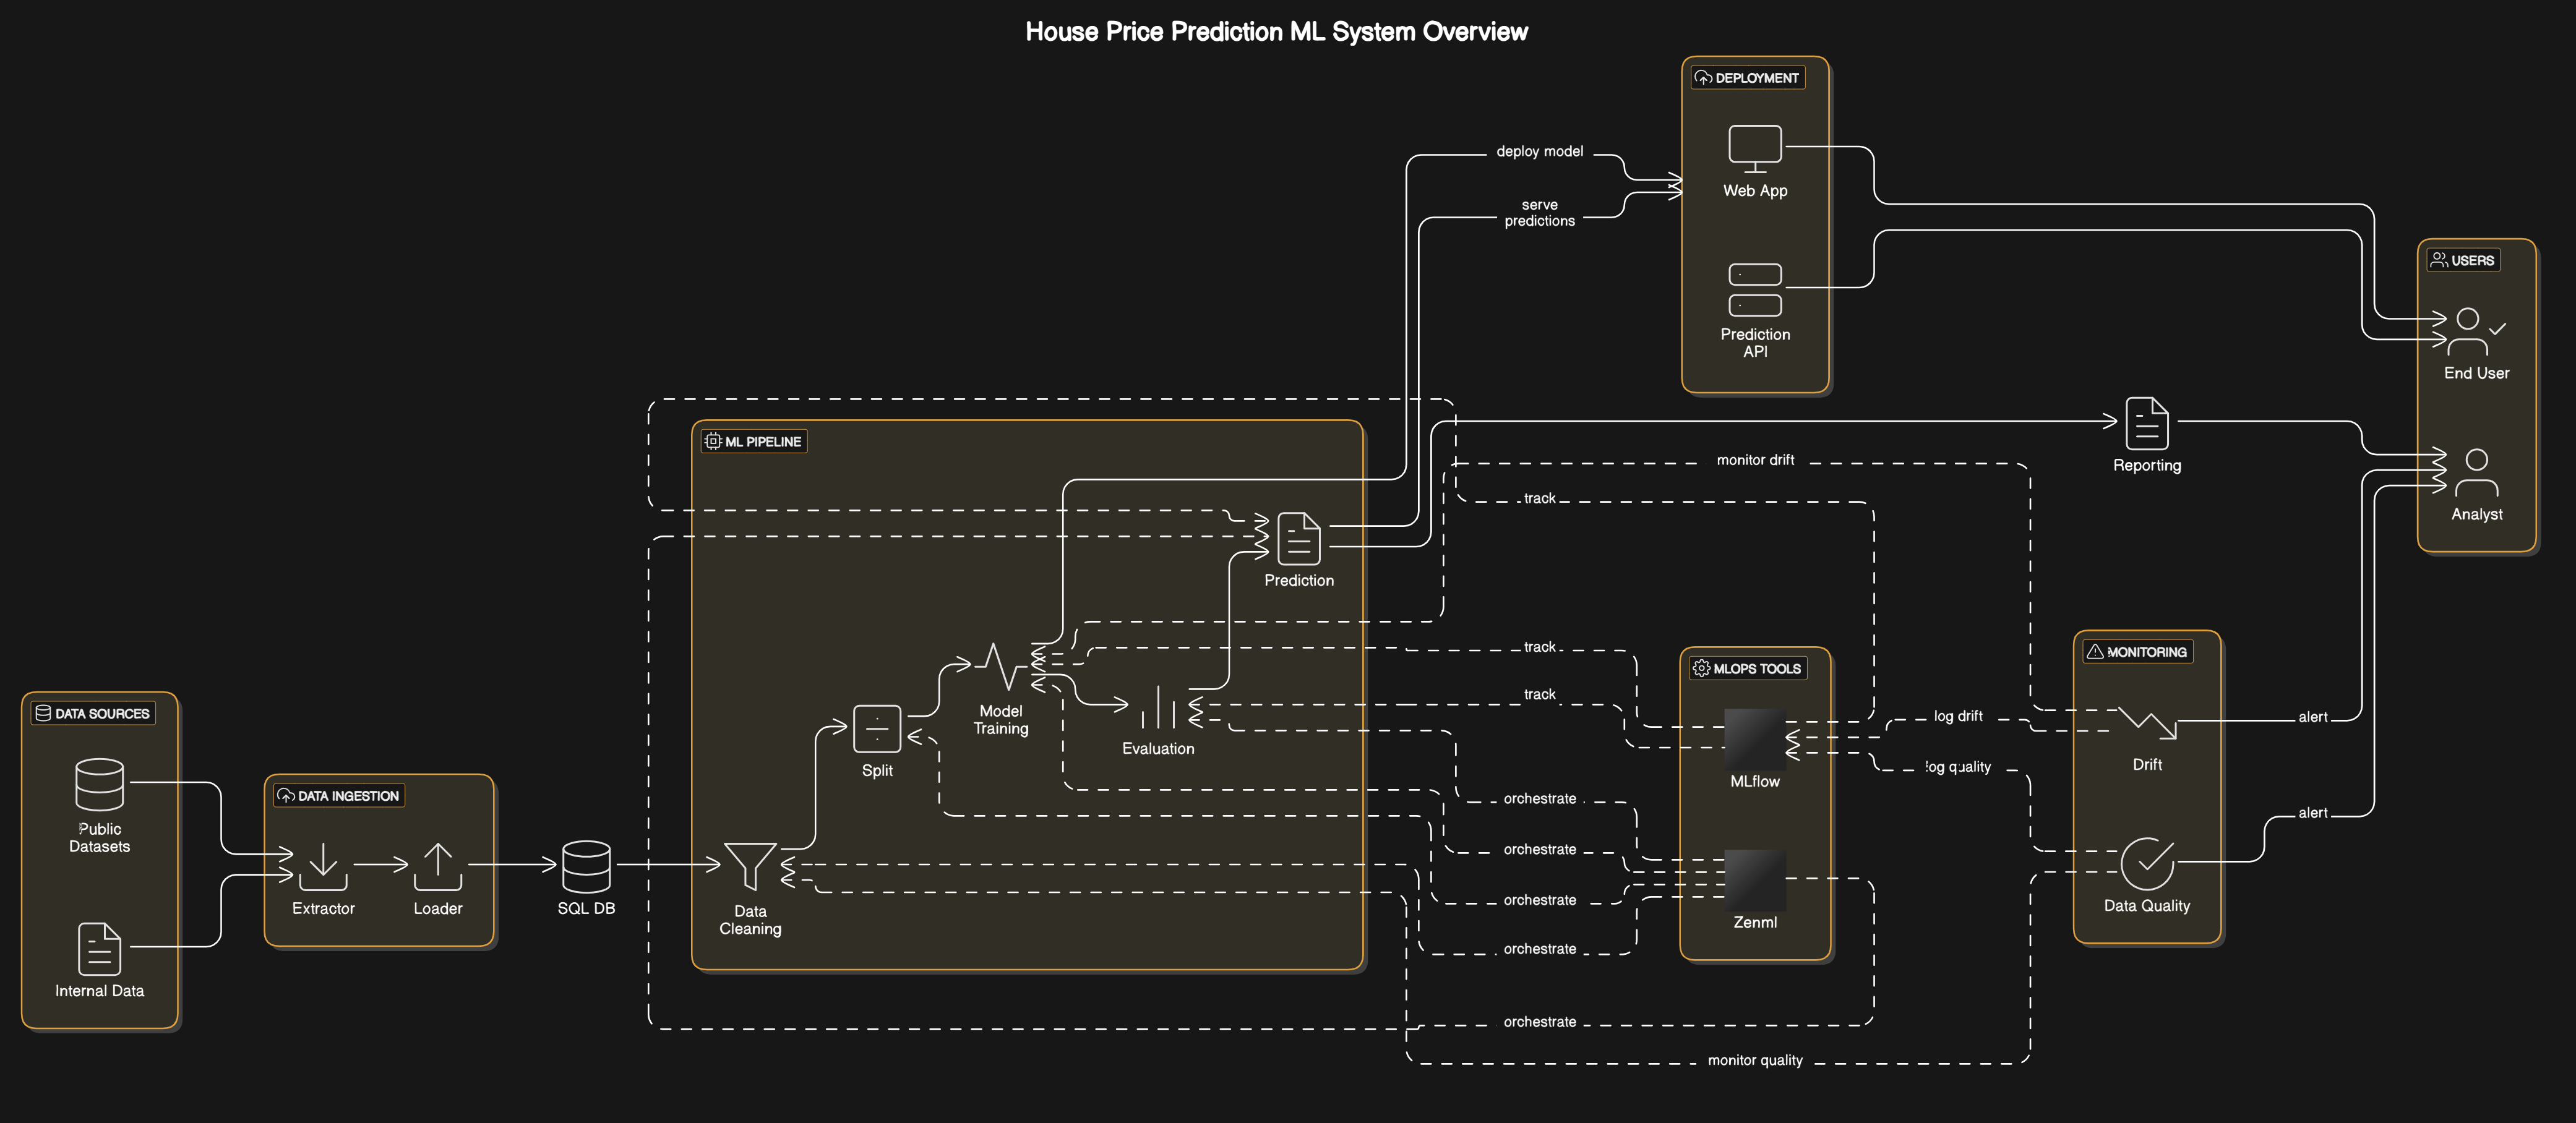 House Price Prediction ML System Overview
DEPLOYMENT
Web App
Prediction
API
deploy model
serve
predictions
USERS
End User
Analyst
Reporting
ML PIPELINE
Prediction
Model
Training
Evaluation
Split
Data
Cleaning
monitor drift
track
track
track
orchestrate
orchestrate
orchestrate
orchestrate
orchestrate
monitor quality
MLOPS TOOLS
MLflow
Zenml
log drift
log quality
MONITORING
Drift
Data Quality
alert
alert
DATA SOURCES
Public
Datasets
Internal Data
DATA INGESTION
Extractor
Loader
SQL DB